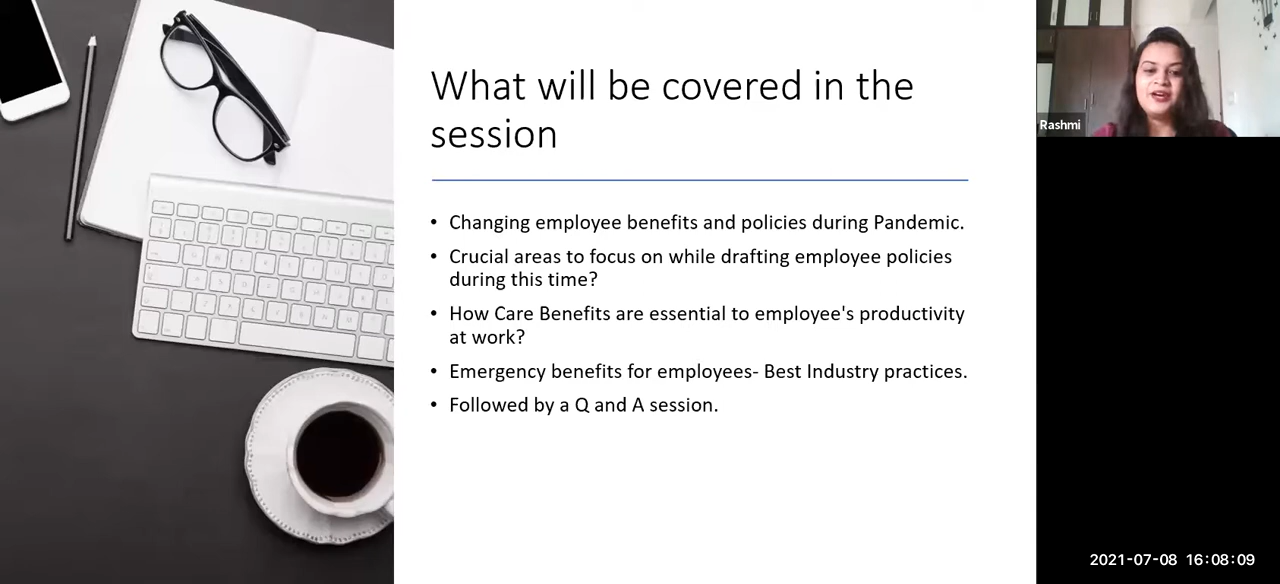 What will be covered in the
session
• Changing employee benefits and policies during Pandemic.
• Crucial areas to focus on while drafting employee policies
during this time?
• How Care Benefits are essential to employee's productivity
at work?
• Emergency benefits for employees- Best Industry practices.
• Followed by a Q and A session.
Rashmi
2021-07-08 16:08:09